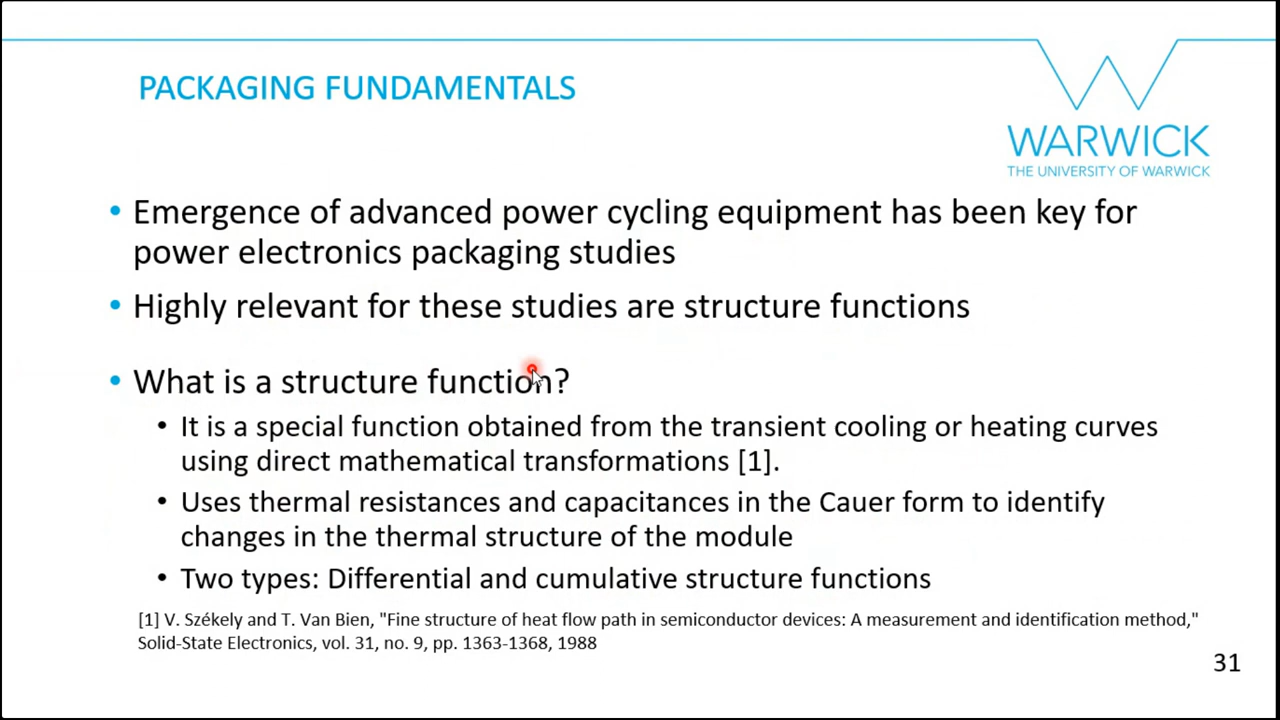 PACKAGING FUNDAMENTALS
WARWICK
THE UNIVERSITY OF WARWICK
• Emergence of advanced power cycling equipment has been key for
power electronics packaging studies
• Highly relevant for these studies are structure functions
• What is a structure function?
• It is a special function obtained from the transient cooling or heating curves
using direct mathematical transformations [1].
• Uses thermal resistances and capacitances in the Cauer form to identify
changes in the thermal structure of the module
• Two types: Differential and cumulative structure functions
[1] V. Székely and T. Van Bien, "Fine structure of heat flow path in semiconductor devices: A measurement and identification method,"
Solid-State Electronics, vol. 31, no. 9, pp. 1363-1368, 1988
31